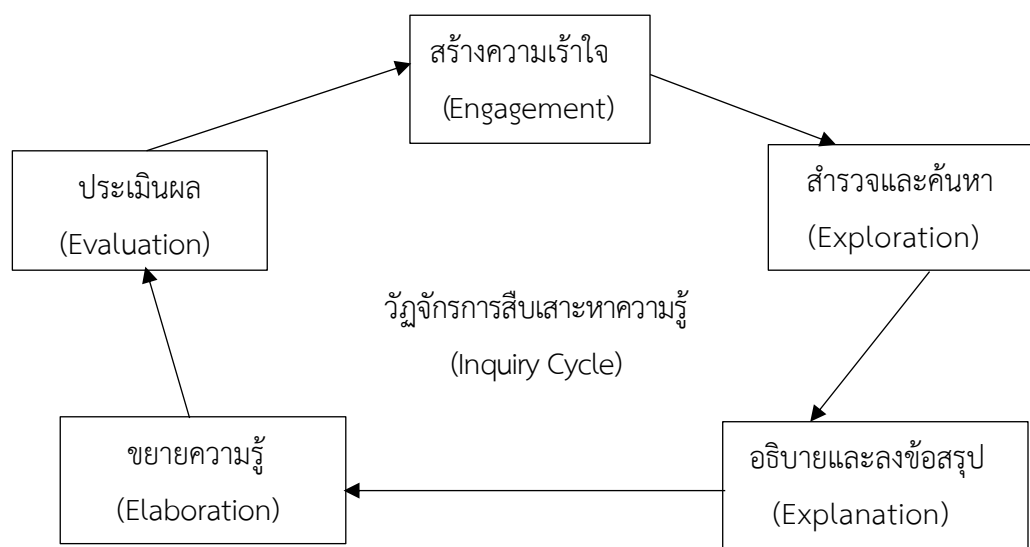 สร้างความเร้าใจ
(Engagement)
สำรวจและค้นหา
(Exploration)
อธิบายและลงข้อสรุป
(Explanation)
ขยายความรู้
(Elaboration)
ประเมินผล
(Evaluation)
วัฏจักรการสืบเสาะหาความรู้
(Inquiry Cycle)